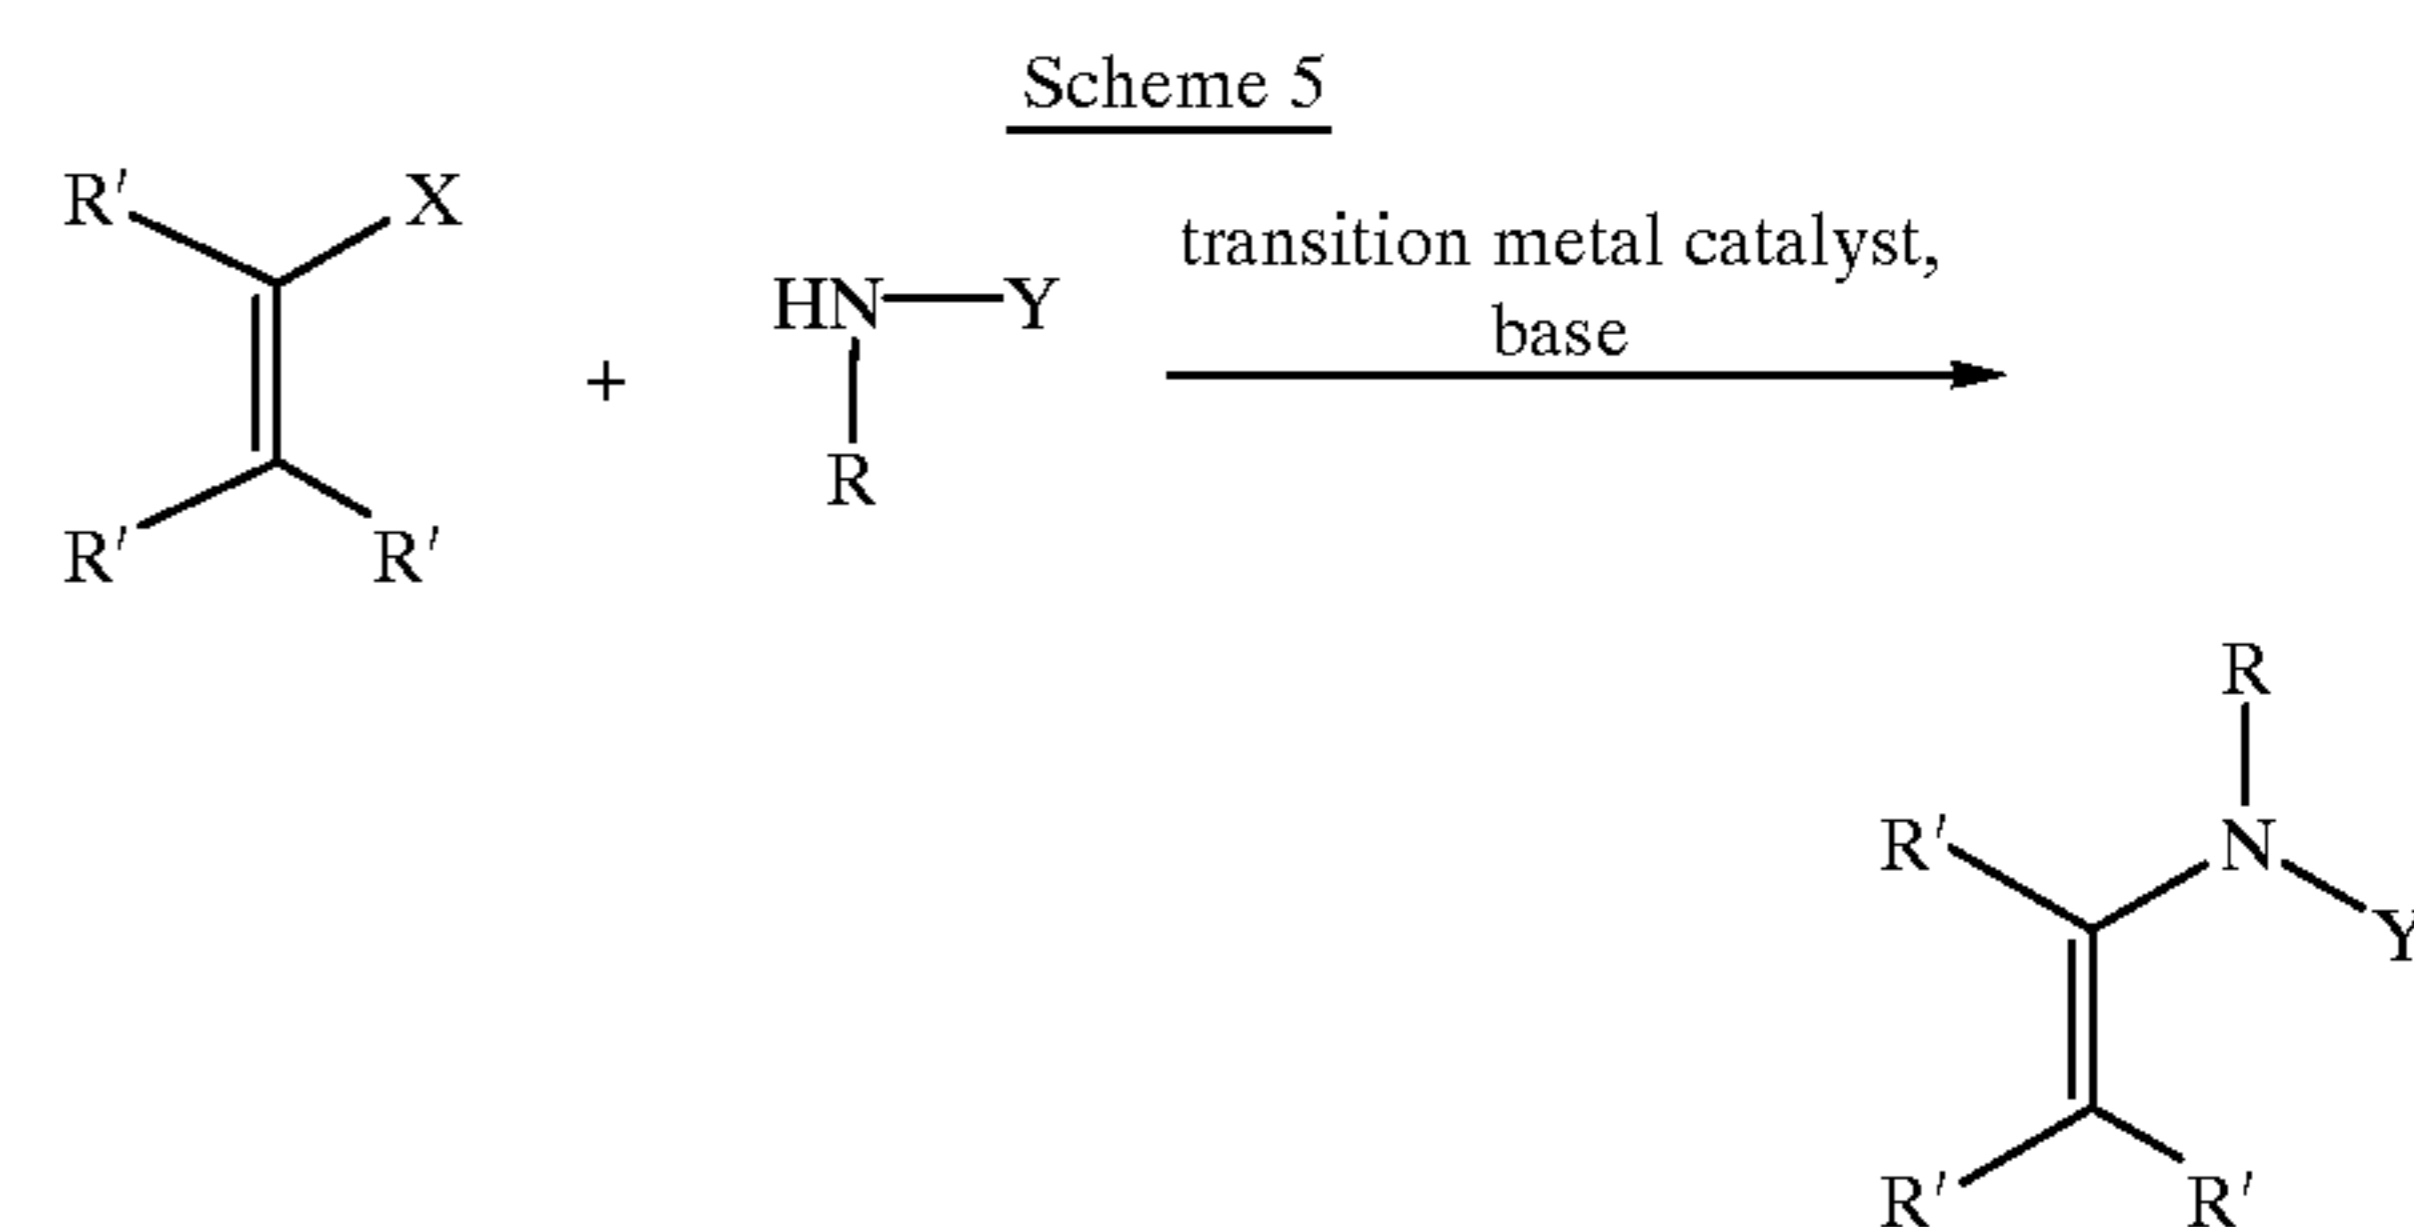 Scheme 5
R′ X
transition metal catalyst,
HN Y
base
+
R
R′ R′
R
R′ N
Y
R′ R′